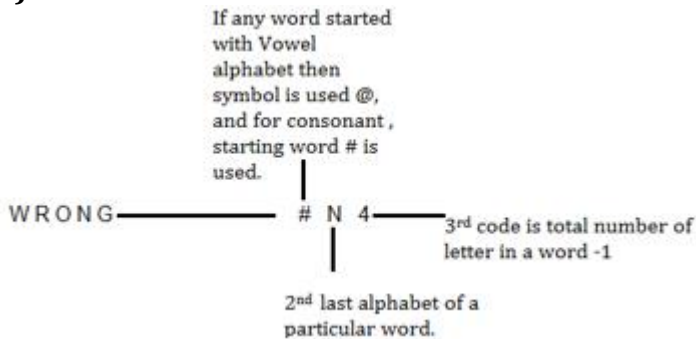 If any word started
with Vowel
alphabet then
symbol is used @,
and for consonant ,
starting word # is
used.
WRONG # N 4
3rd code is total number of
letter in a word -1
2nd last alphabet of a
particular word.